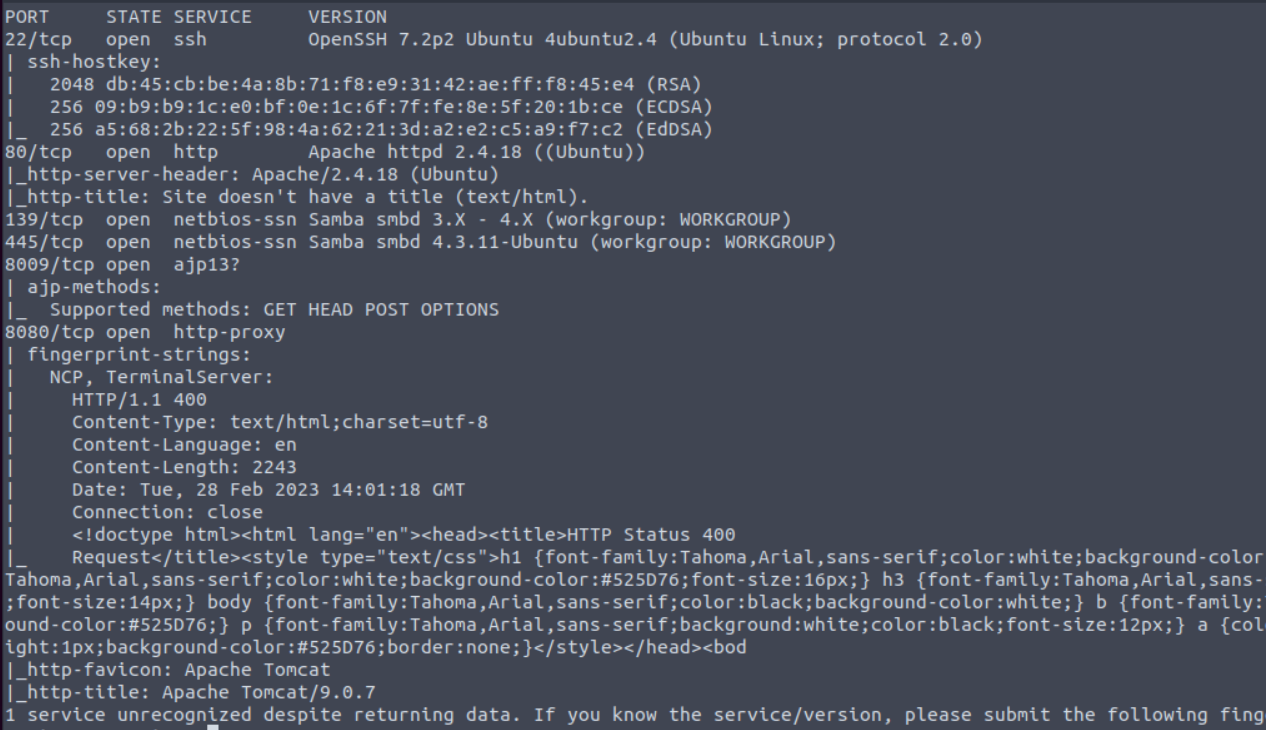 PORT     STATE SERVICE     VERSION
22/tcp   open  ssh         OpenSSH 7.2p2 Ubuntu 4ubuntu2.4 (Ubuntu Linux; protocol 2.0)
| ssh-hostkey:
|   2048 db:45:cb:be:4a:8b:71:f8:e9:31:42:ae:ff:f8:45:e4 (RSA)
|   256 09:b9:b9:1c:e0:bf:0e:1c:6f:7f:fe:8e:5f:20:1b:ce (ECDSA)
|_  256 a5:68:2b:22:5f:98:4a:62:21:3d:a2:e2:c5:a9:f7:c2 (EdDSA)
80/tcp   open  http        Apache httpd 2.4.18 ((Ubuntu))
|_http-server-header: Apache/2.4.18 (Ubuntu)
|_http-title: Site doesn't have a title (text/html).
139/tcp  open  netbios-ssn Samba smbd 3.X - 4.X (workgroup: WORKGROUP)
445/tcp  open  netbios-ssn Samba smbd 4.3.11-Ubuntu (workgroup: WORKGROUP)
8009/tcp open  ajp13?
| ajp-methods:
|_  Supported methods: GET HEAD POST OPTIONS
8080/tcp open  http-proxy
| fingerprint-strings:
|   NCP, TerminalServer:
|     HTTP/1.1 400
|     Content-Type: text/html;charset=utf-8
|     Content-Language: en
|     Content-Length: 2243
|     Date: Tue, 28 Feb 2023 14:01:18 GMT
|     Connection: close
|     <!doctype html><html lang="en"><head><title>HTTP Status 400
|_    Request</title><style type="text/css">h1 {font-family:Tahoma,Arial,sans-serif;color:white;background-color
Tahoma,Arial,sans-serif;color:white;background-color:#525D76;font-size:16px;} h3 {font-family:Tahoma,Arial,sans-
;font-size:14px;} body {font-family:Tahoma,Arial,sans-serif;color:black;background-color:white;} b {font-family:
ound-color:#525D76;} p {font-family:Tahoma,Arial,sans-serif;background:white;color:black;font-size:12px;} a {col
ight:1px;background-color:#525D76;border:none;}</style></head><bod
|_http-favicon: Apache Tomcat
|_http-title: Apache Tomcat/9.0.7
1 service unrecognized despite returning data. If you know the service/version, please submit the following fing